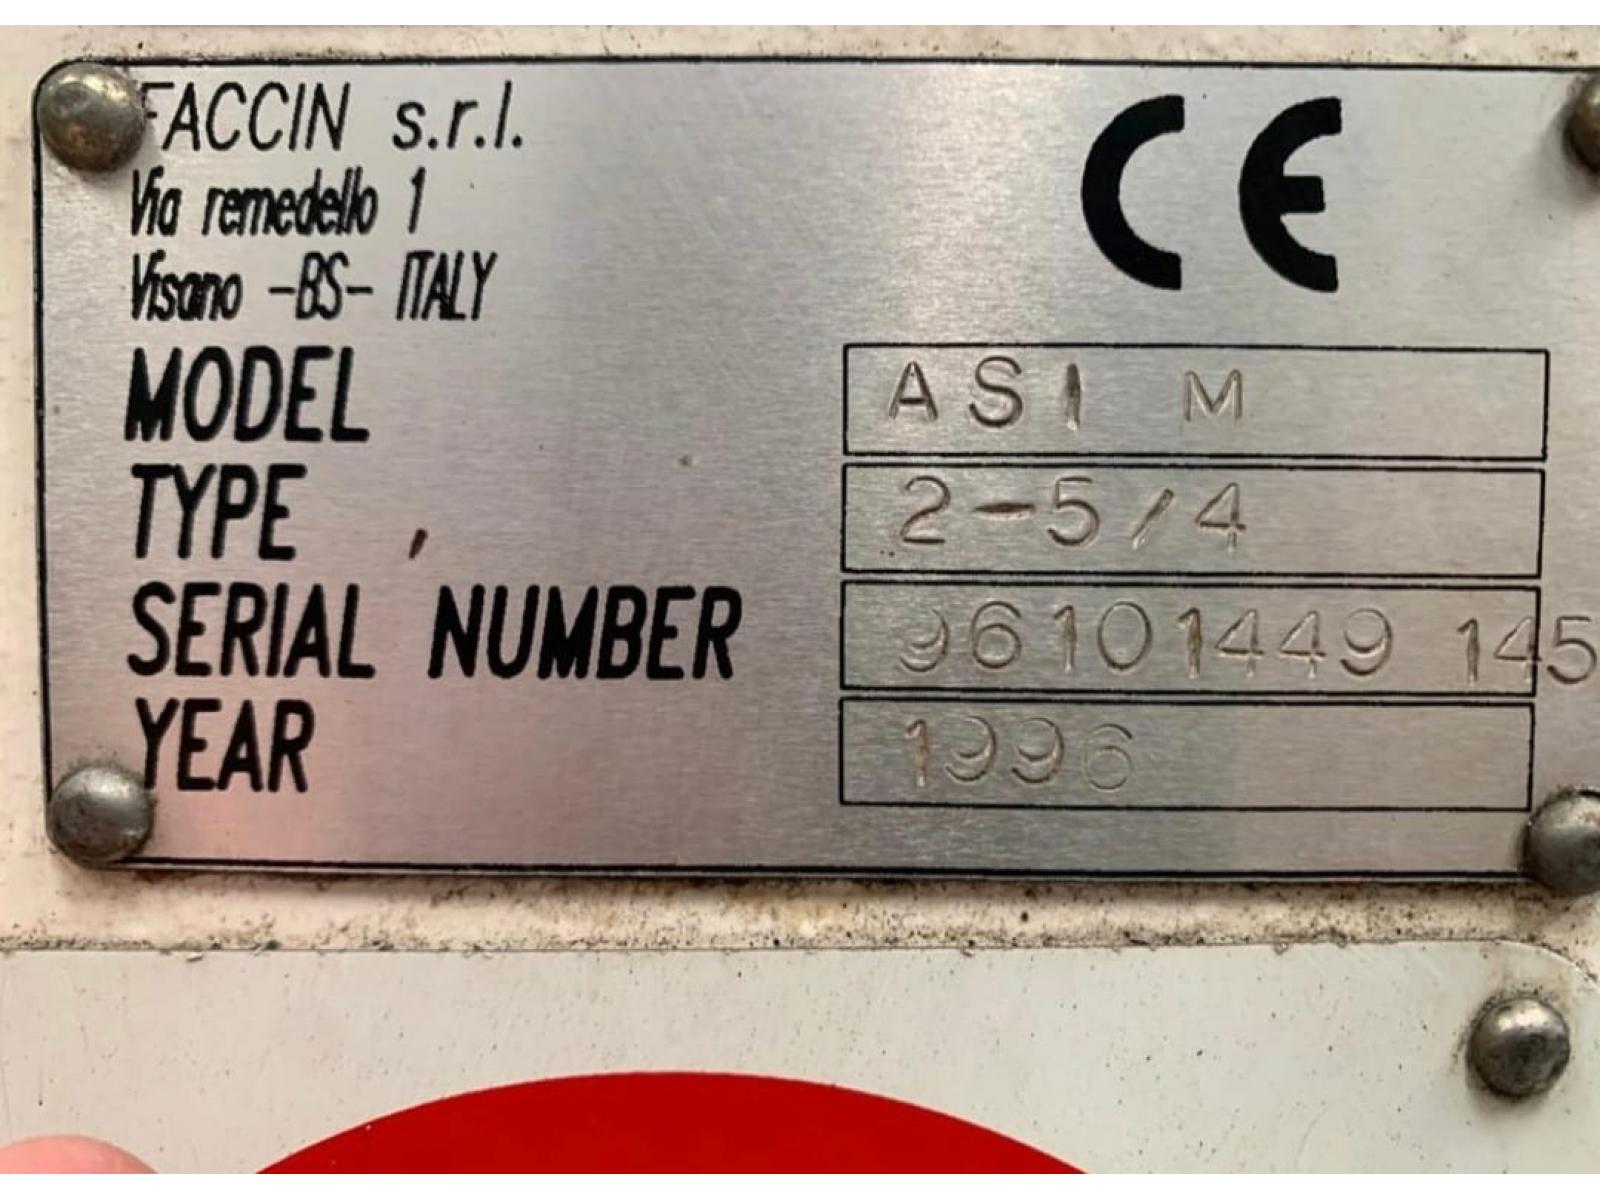 FACCIN s.r.l.
Via remedello 1
Visano -BS- ITALY
CE
MODEL ASI M
TYPE 2-5/4
SERIAL NUMBER 96101449 145
YEAR 1996